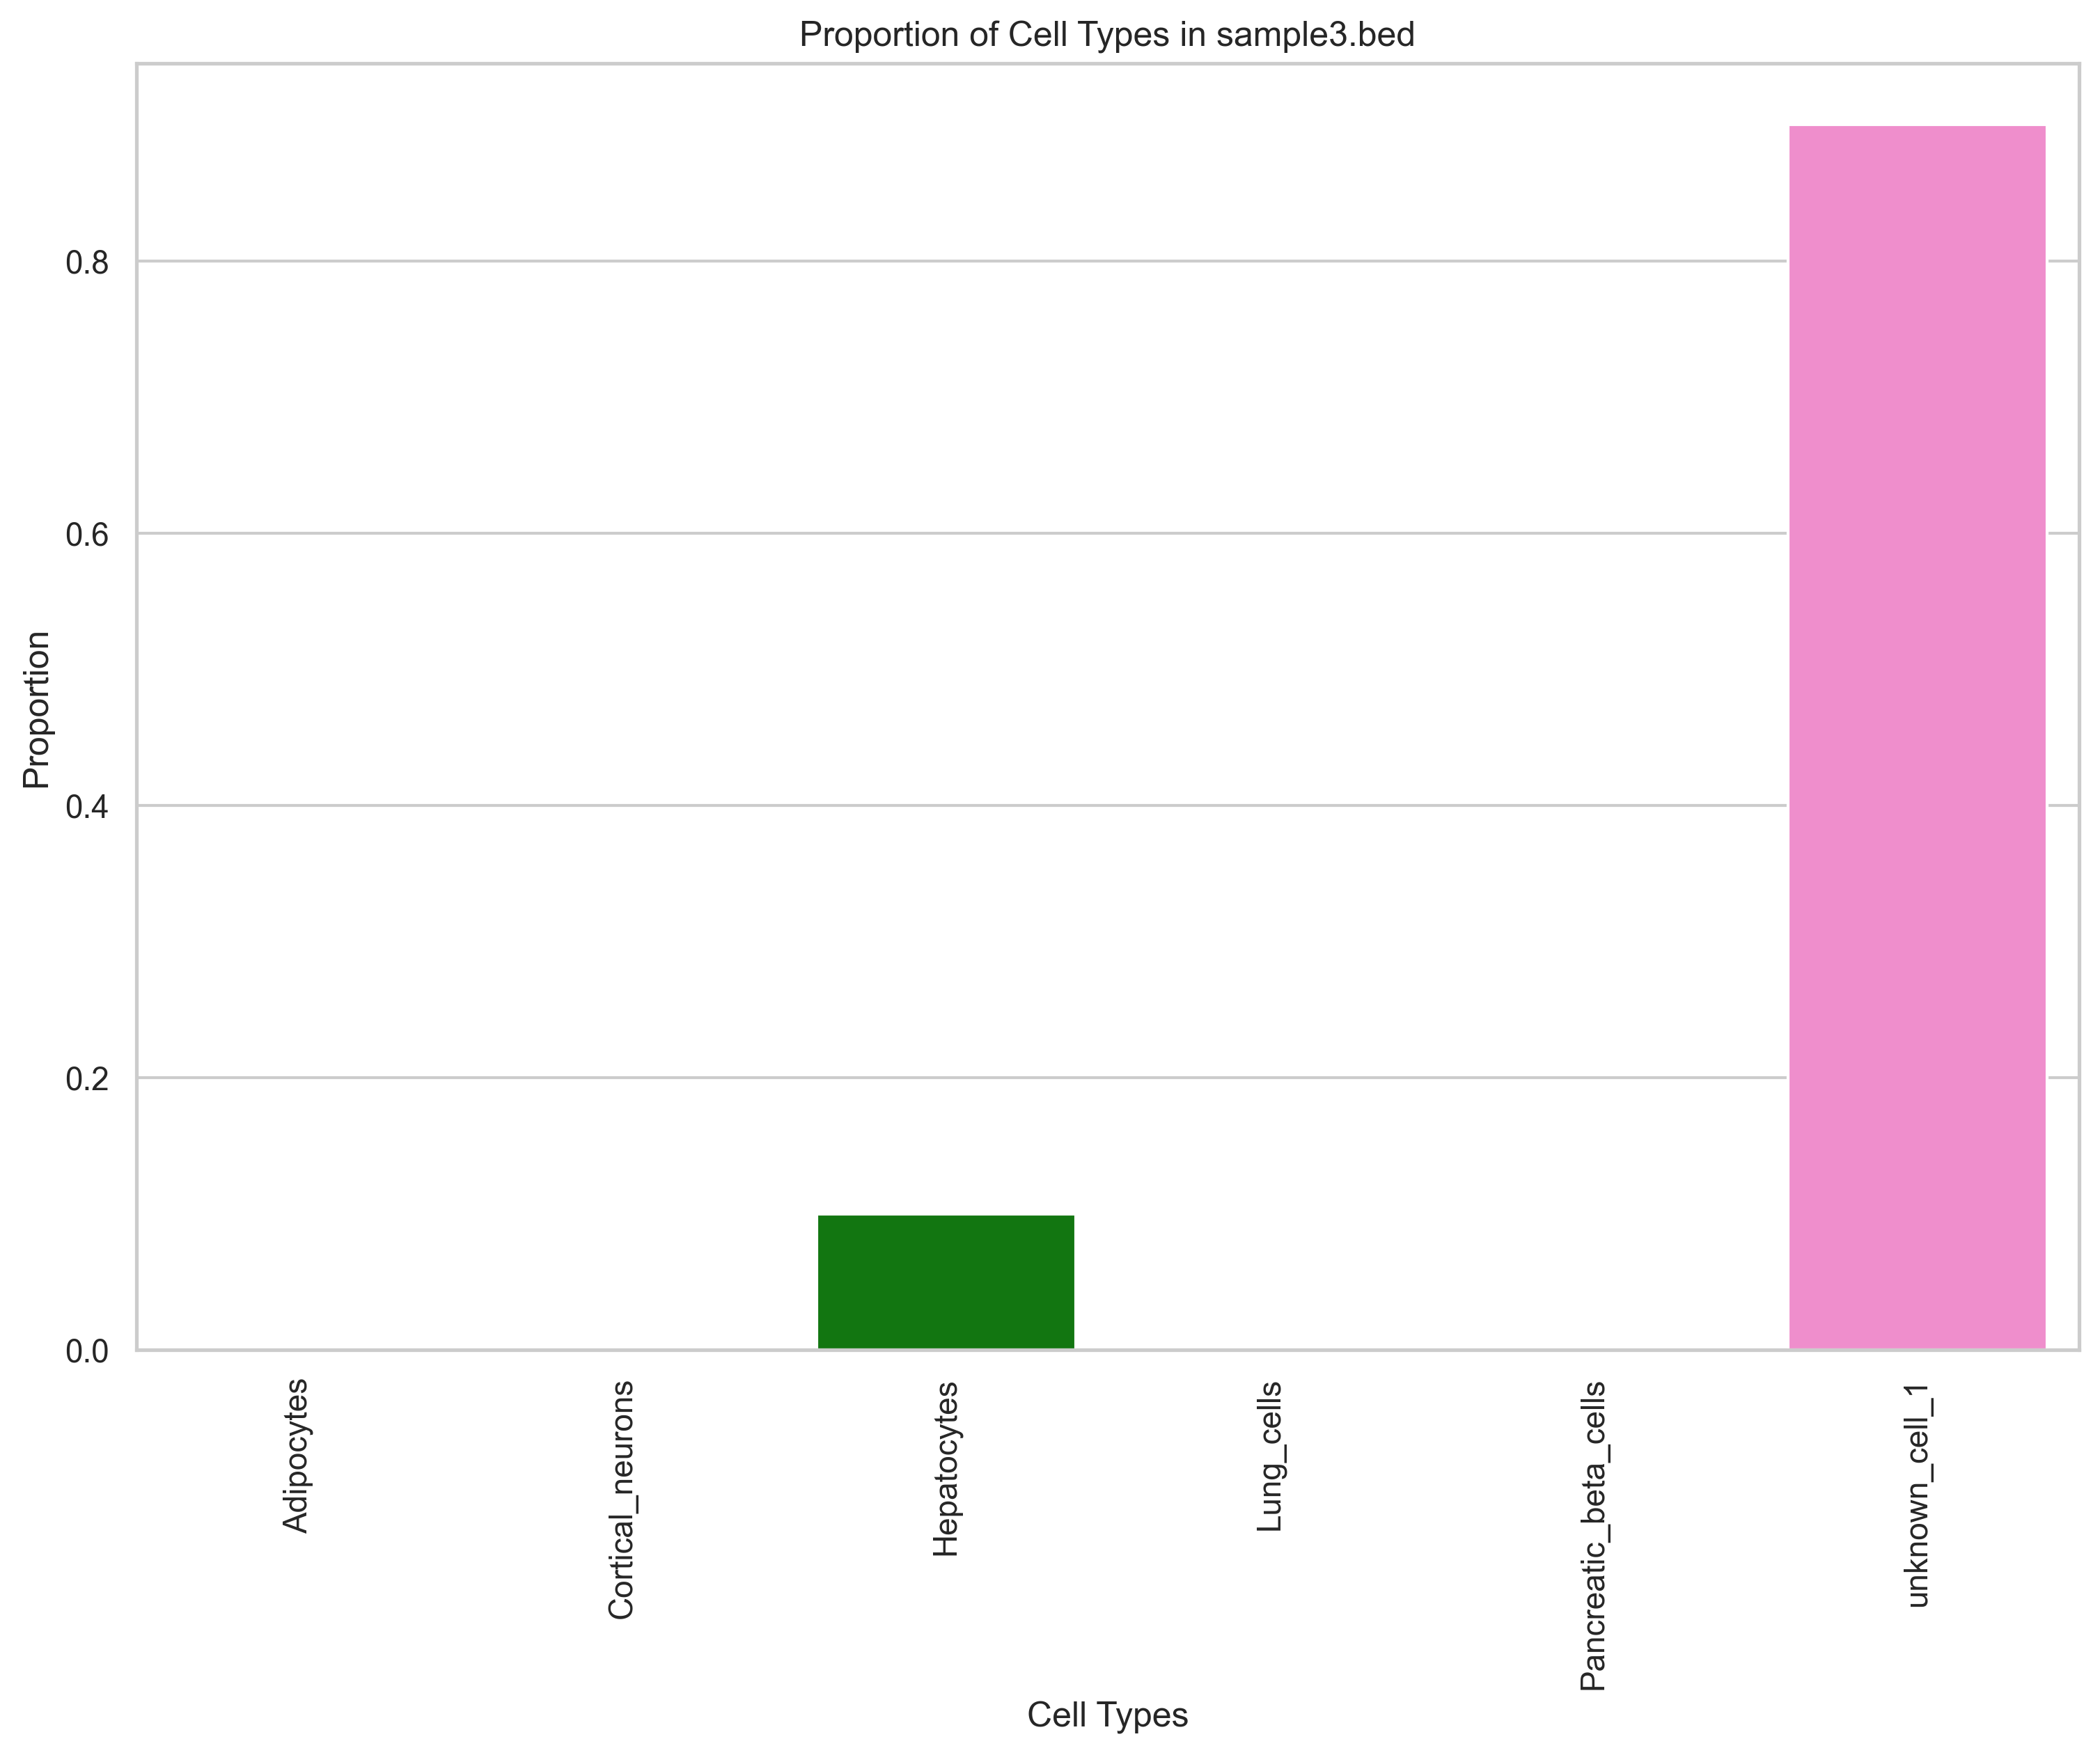 Proportion of Cell Types in sample3.bed
Proportion
0.8
0.6
0.4
0.2
0.0
Adipocytes
Cortical_neurons
Hepatocytes
Lung_cells
Pancreatic_beta_cells
unknown_cell_1
Cell Types